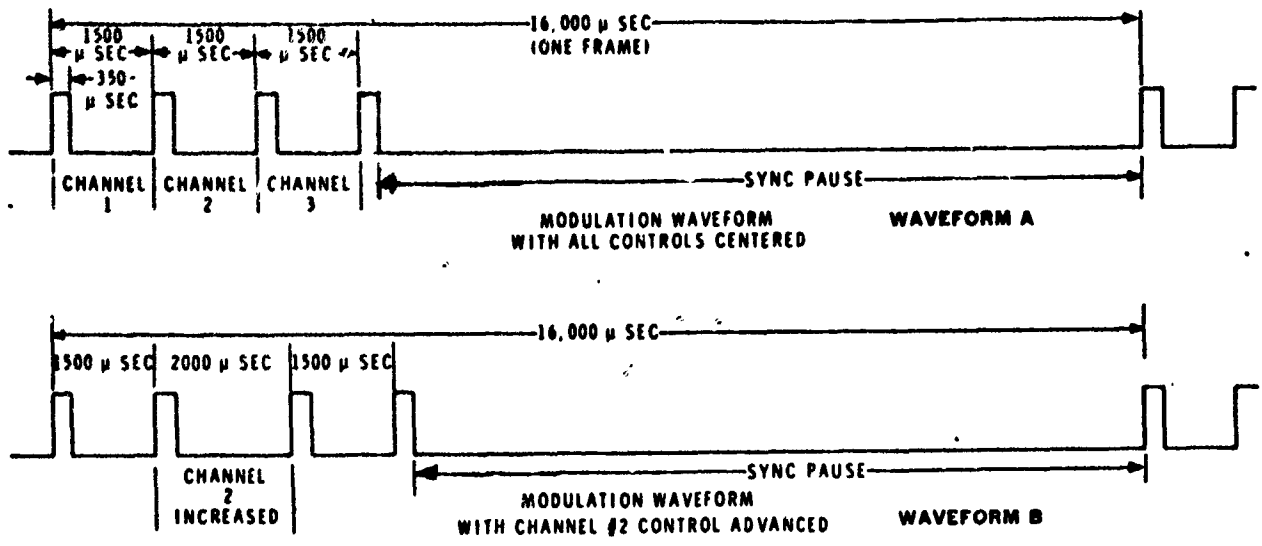 16,000 μ SEC
(ONE FRAME)
1500 μ SEC
1500 μ SEC
1500 μ SEC
350 μ SEC
CHANNEL 1
CHANNEL 2
CHANNEL 3
SYNC PAUSE
MODULATION WAVEFORM
WITH ALL CONTROLS CENTERED
WAVEFORM A
16,000 μ SEC
1500 μ SEC
2000 μ SEC
1500 μ SEC
CHANNEL
2
INCREASED
SYNC PAUSE
MODULATION WAVEFORM
WITH CHANNEL #2 CONTROL ADVANCED
WAVEFORM B